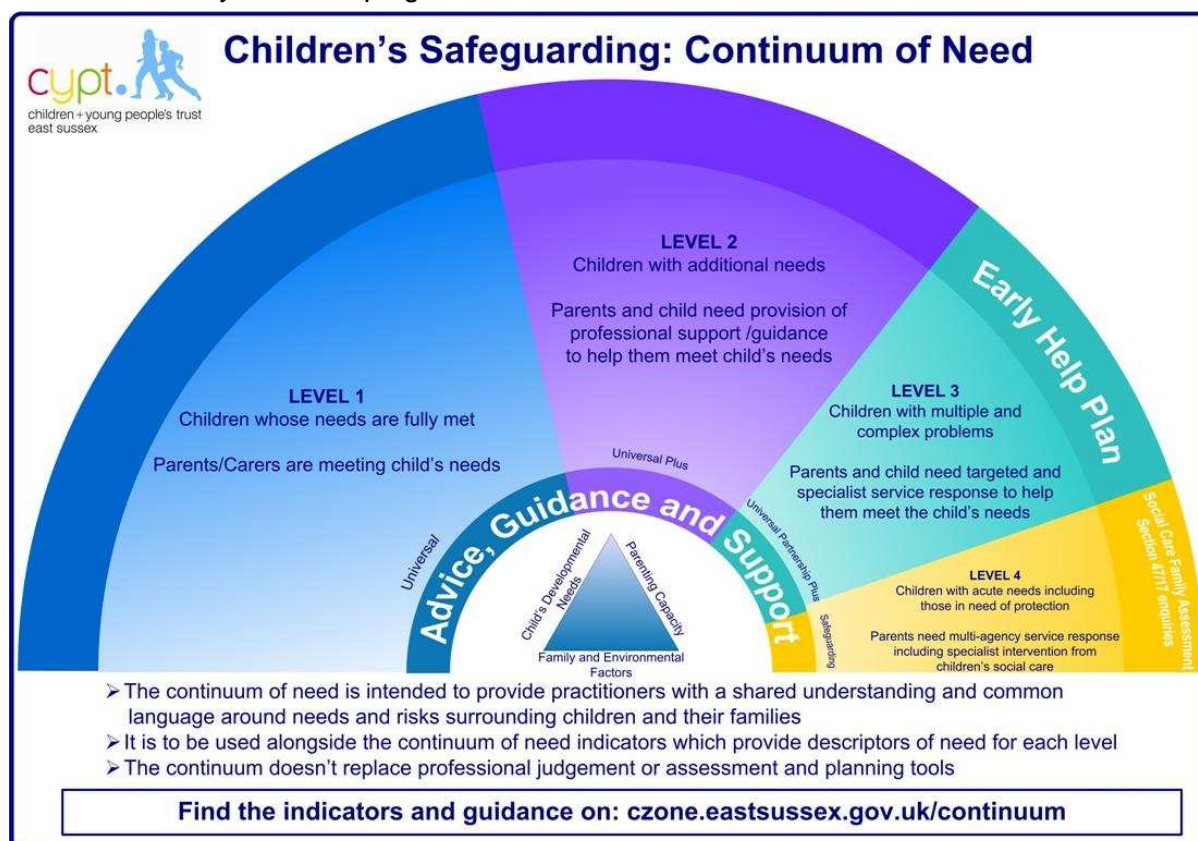 Children's Safeguarding: Continuum of Need
cypt.
children + young people's trust
east sussex
LEVEL 1
Children whose needs are fully met
Parents/Carers are meeting child's needs
LEVEL 2
Children with additional needs
Parents and child need provision of
professional support /guidance
to help them meet child's needs
LEVEL 3
Children with multiple and
complex problems
Parents and child need targeted and
specialist service response to help
them meet the child's needs
LEVEL 4
Children with acute needs including
those in need of protection
Parents need multi-agency service response
including specialist intervention from
children's social care
Early Help Plan
Social Care Family Assessment
Section 47/17 enquiries
Universal
Universal Plus
Universal Partnership Plus
Safeguarding
Advice, Guidance and Support
Child's Developmental
Needs
Parenting Capacity
Family and Environmental
Factors
➢ The continuum of need is intended to provide practitioners with a shared understanding and common
language around needs and risks surrounding children and their families
➢ It is to be used alongside the continuum of need indicators which provide descriptors of need for each level
➢ The continuum doesn't replace professional judgement or assessment and planning tools
Find the indicators and guidance on: czone.eastsussex.gov.uk/continuum